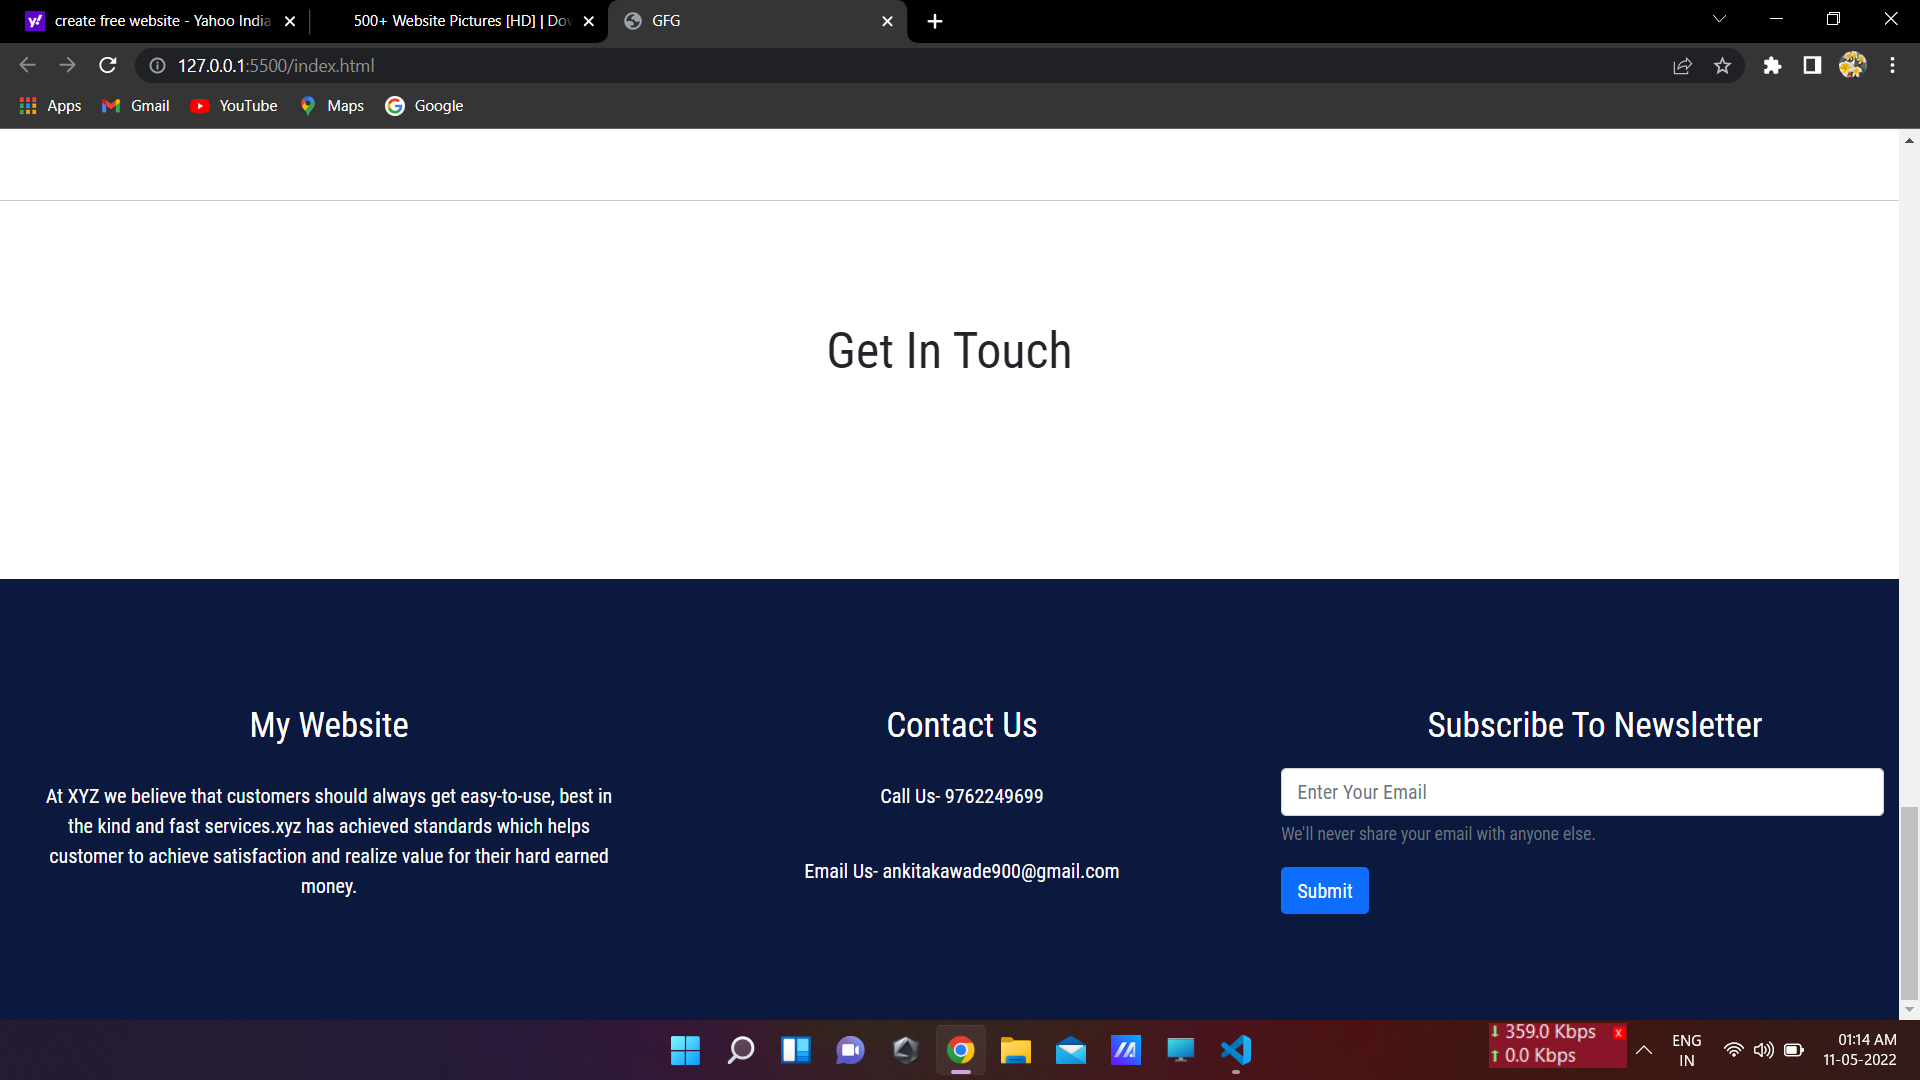 create free website - Yahoo India
500+ Website Pictures [HD] | Dow
GFG
127.0.0.1:5500/index.html
Apps
Gmail
YouTube
Maps
Google
Get In Touch
My Website
At XYZ we believe that customers should always get easy-to-use, best in
the kind and fast services.xyz has achieved standards which helps
customer to achieve satisfaction and realize value for their hard earned
money.
Contact Us
Call Us- 9762249699
Email Us- ankitakawade900@gmail.com
Subscribe To Newsletter
Enter Your Email
We'll never share your email with anyone else.
Submit
359.0 Kbps
0.0 Kbps
ENG
IN
01:14 AM
11-05-2022